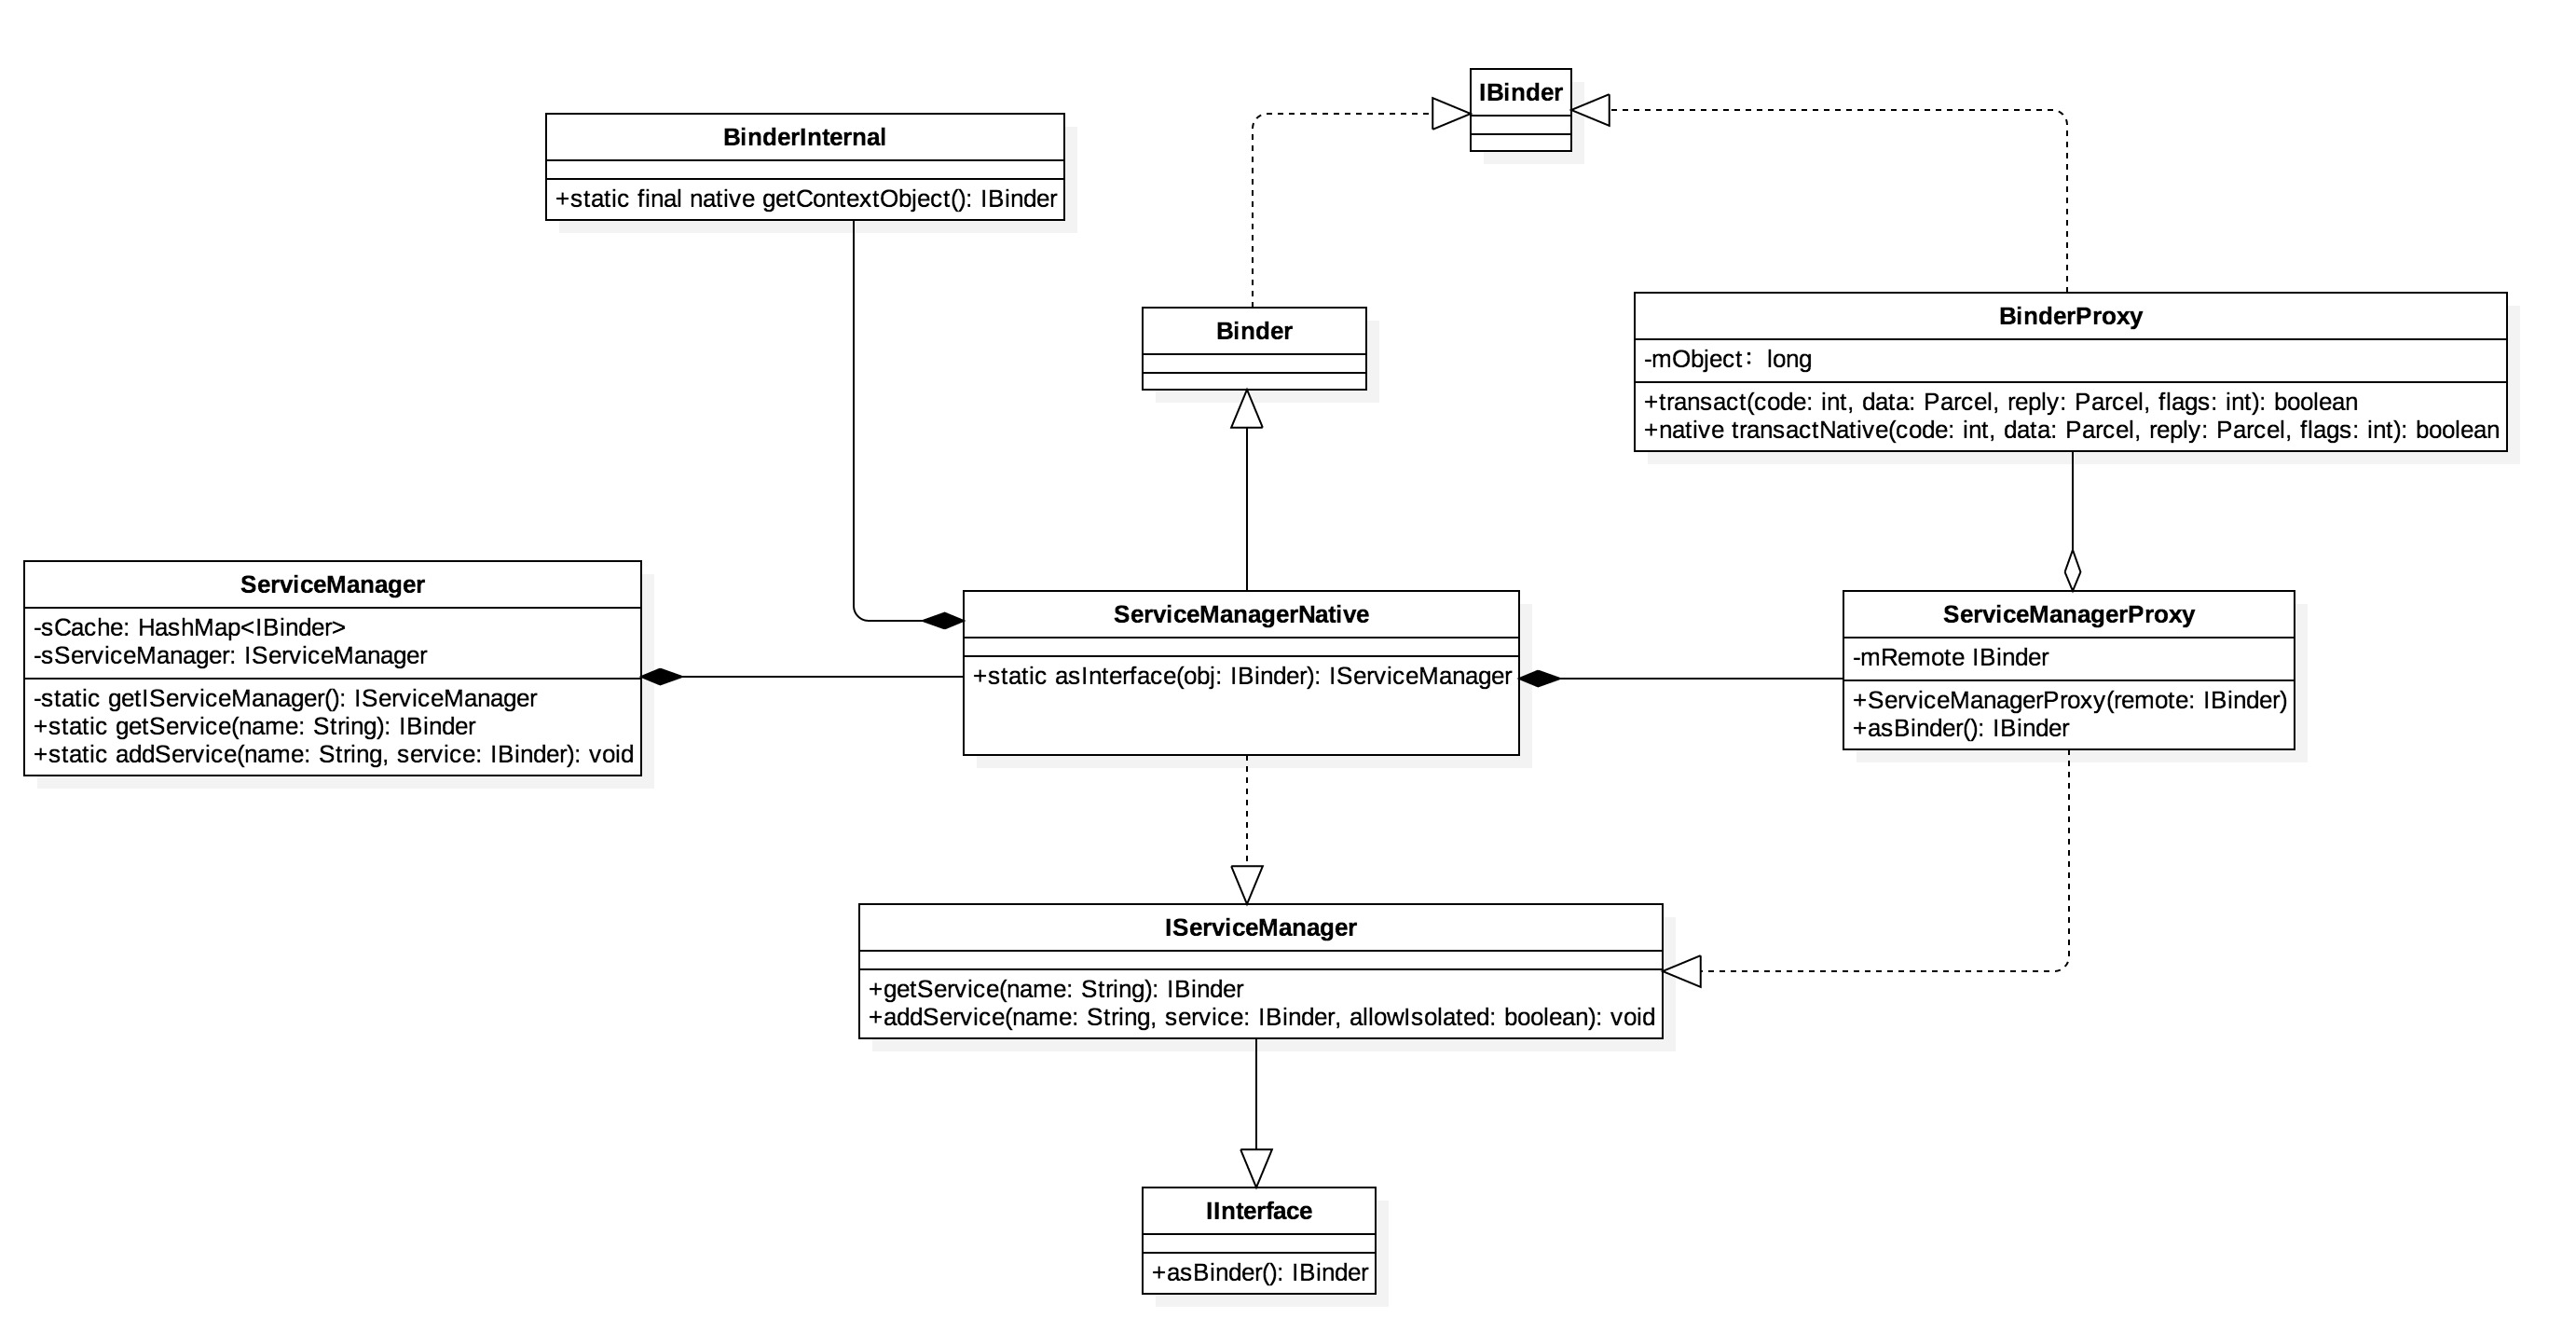 IBinder
BinderInternal
+static final native getContextObject(): IBinder
Binder
BinderProxy
-mObject：long
+transact(code: int, data: Parcel, reply: Parcel, flags: int): boolean
+native transactNative(code: int, data: Parcel, reply: Parcel, flags: int): boolean
ServiceManager
-sCache: HashMap<IBinder>
-sServiceManager: IServiceManager
-static getIServiceManager(): IServiceManager
+static getService(name: String): IBinder
+static addService(name: String, service: IBinder): void
ServiceManagerNative
+static asInterface(obj: IBinder): IServiceManager
ServiceManagerProxy
-mRemote IBinder
+ServiceManagerProxy(remote: IBinder)
+asBinder(): IBinder
IServiceManager
+getService(name: String): IBinder
+addService(name: String, service: IBinder, allowIsolated: boolean): void
IInterface
+asBinder(): IBinder